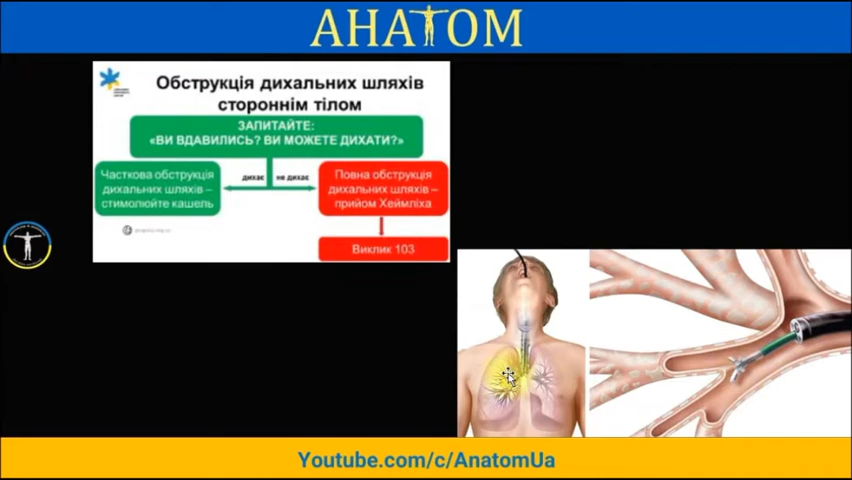 АНАТОМ
Обструкція дихальних шляхів
стороннім тілом
ЗАПИТАЙТЕ:
«ВИ ВДАВИЛИСЬ? ВИ МОЖЕТЕ ДИХАТИ?»
дихає
не дихає
Часткова обструкція
дихальних шляхів –
стимолюйте кашель
Повна обструкція
дихальних шляхів –
прийом Хеймліха
Виклик 103
Youtube.com/c/AnatomUa